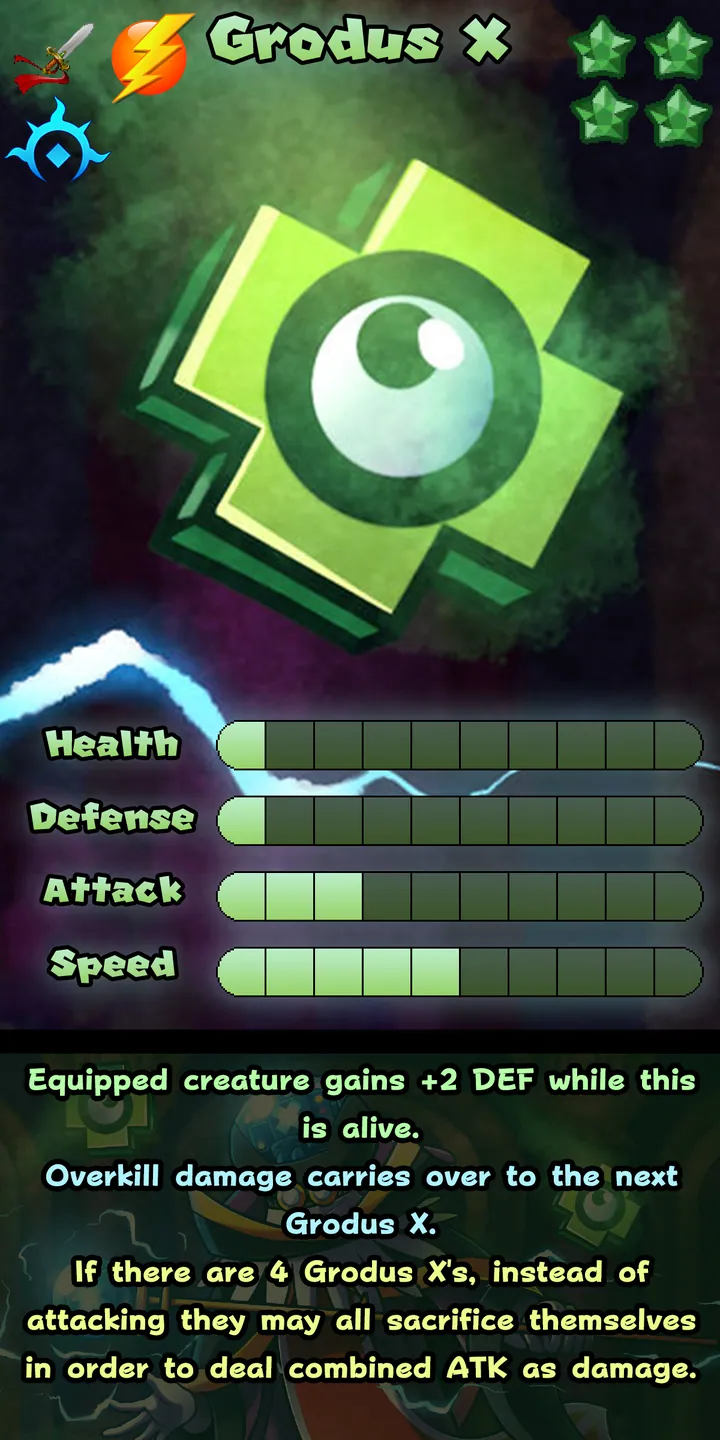 Grodus X
Health
Defense
Attack
Speed
Equipped creature gains +2 DEF while this
is alive.
Overkill damage carries over to the next
Grodus X.
If there are 4 Grodus X's, instead of
attacking they may all sacrifice themselves
in order to deal combined ATK as damage.